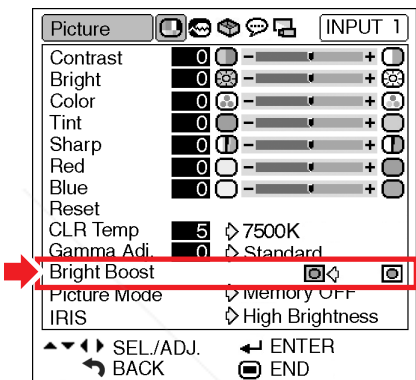 Picture INPUT 1
Contrast 0
Bright 0
Color 0
Tint 0
Sharp 0
Red 0
Blue 0
Reset
CLR Temp 5 7500K
Gamma Adj. 0 Standard
Bright Boost
Picture Mode Memory OFF
IRIS High Brightness
SEL./ADJ. ENTER
BACK END